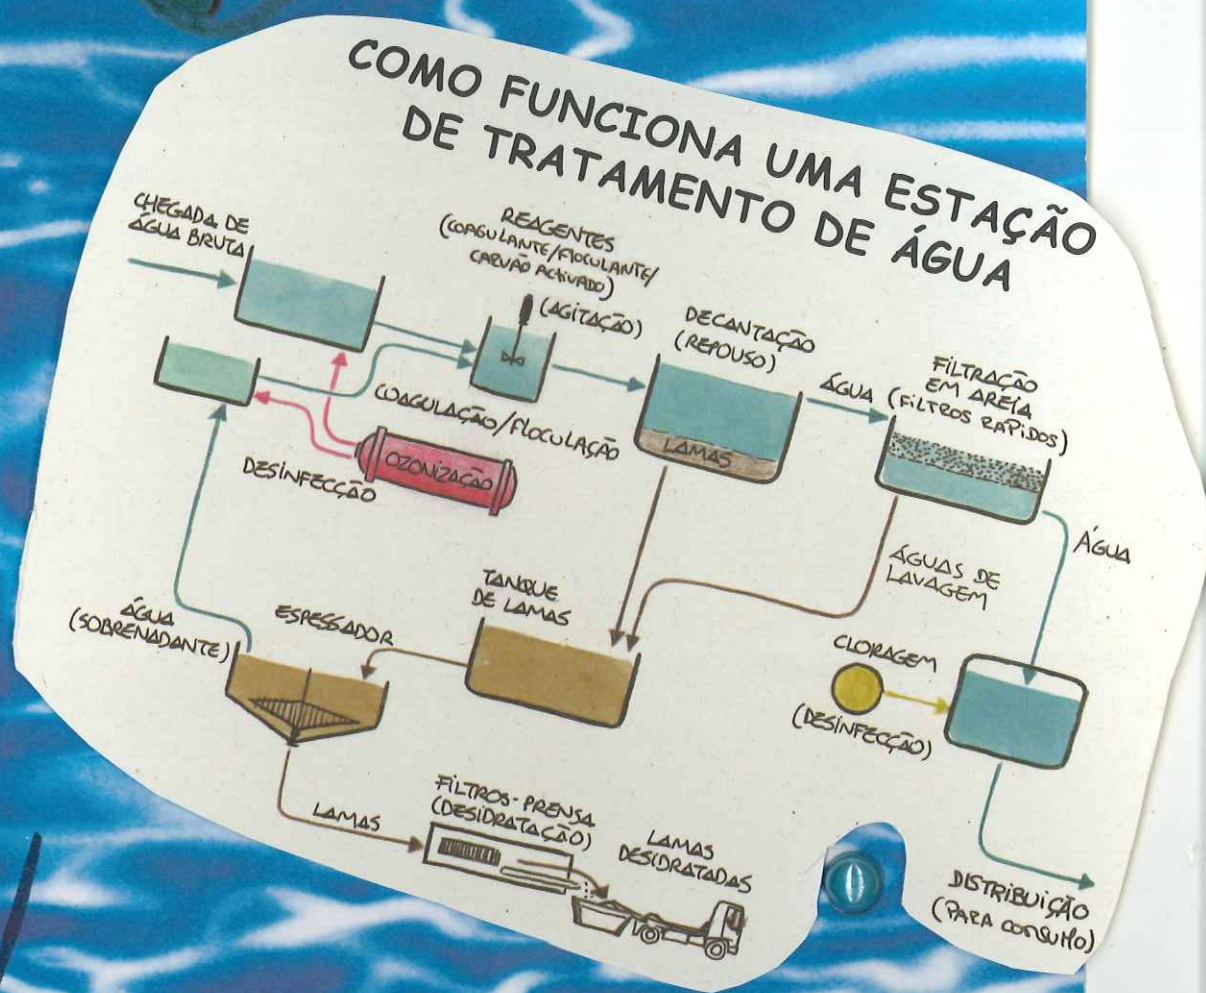 COMO FUNCIONA UMA ESTAÇÃO
DE TRATAMENTO DE ÁGUA
CHEGADA DE
ÁGUA BRUTA
REAGENTES
(COAGULANTE/FLOCULANTE/
CARVÃO ACTIVADO)
(AGITAÇÃO)
DECANTAÇÃO
(REPOUSO)
ÁGUA
FILTRAÇÃO
EM AREIA
(FILTROS RAPIDOS)
COAGULAÇÃO/FLOCULAÇÃO
LAMAS
OZONIZAÇÃO
DESINFECÇÃO
ÁGUA
ÁGUAS DE
LAVAGEM
TANQUE
DE LAMAS
ESPESSADOR
ÁGUA
(SOBRENADANTE)
CLORAGEM
(DESINFECÇÃO)
LAMAS
FILTROS-PRENSA
(DESIDRATAÇÃO)
LAMAS
DESIDRATADAS
DISTRIBUIÇÃO
(PARA CONSUMO)